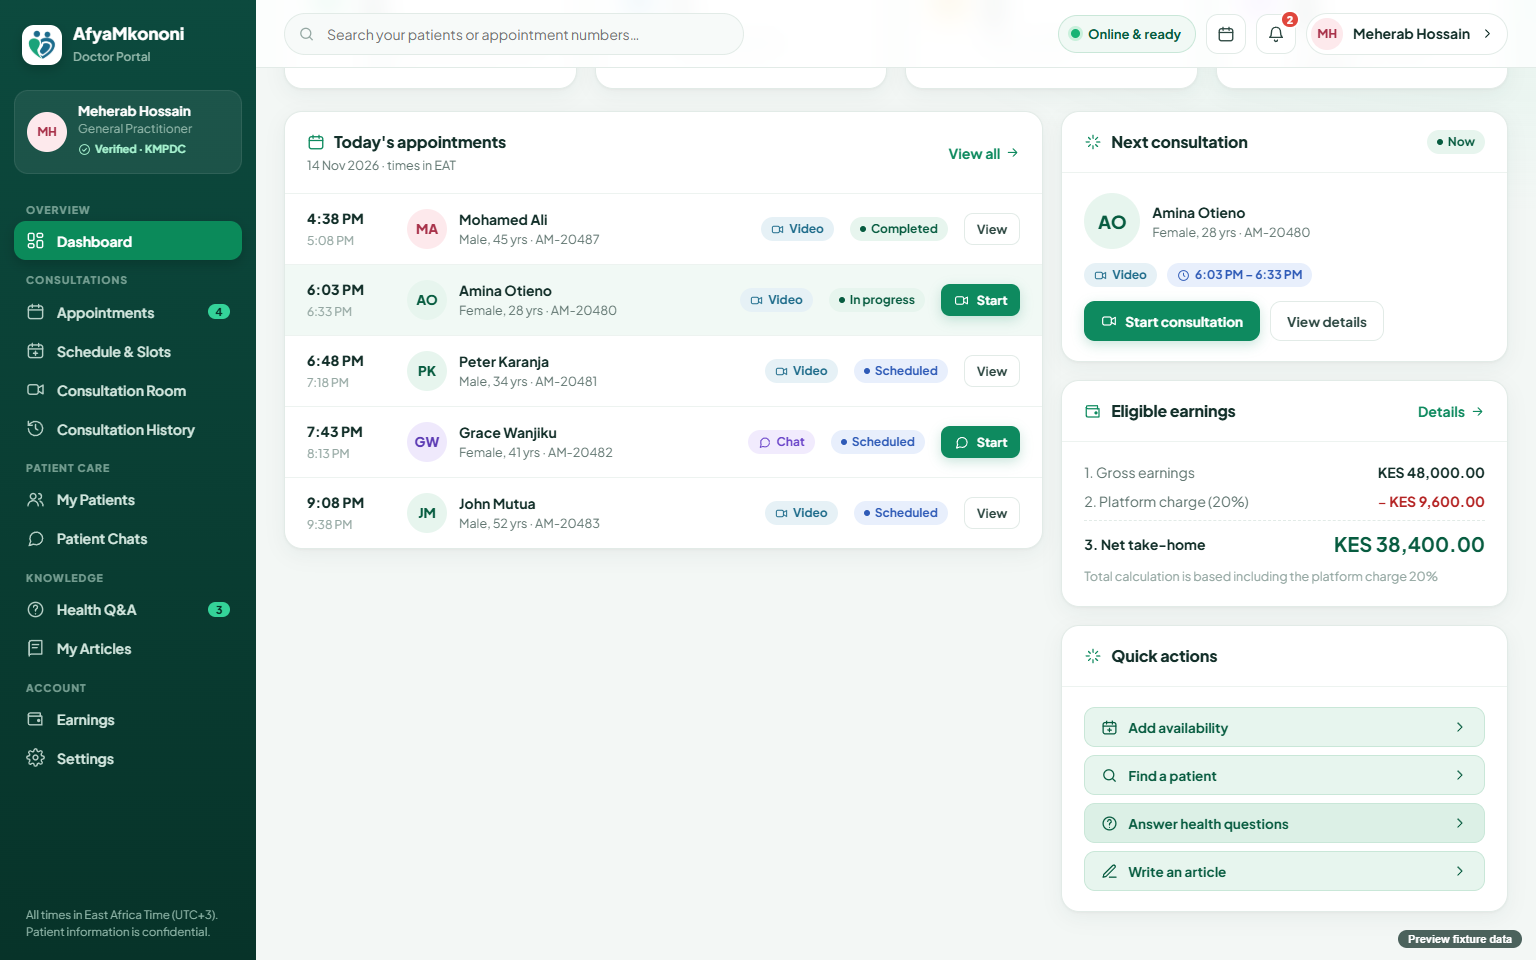 AfyaMkononi
Doctor Portal
MH
Meherab Hossain
General Practitioner
Verified · KMPDC
OVERVIEW
Dashboard
CONSULTATIONS
Appointments 4
Schedule & Slots
Consultation Room
Consultation History
PATIENT CARE
My Patients
Patient Chats
KNOWLEDGE
Health Q&A 3
My Articles
ACCOUNT
Earnings
Settings
All times in East Africa Time (UTC+3).
Patient information is confidential.
Search your patients or appointment numbers...
Online & ready
2
MH Meherab Hossain
Today's appointments
14 Nov 2026 · times in EAT
View all
4:38 PM
5:08 PM
MA
Mohamed Ali
Male, 45 yrs · AM-20487
Video
Completed
View
6:03 PM
6:33 PM
AO
Amina Otieno
Female, 28 yrs · AM-20480
Video
In progress
Start
6:48 PM
7:18 PM
PK
Peter Karanja
Male, 34 yrs · AM-20481
Video
Scheduled
View
7:43 PM
8:13 PM
GW
Grace Wanjiku
Female, 41 yrs · AM-20482
Chat
Scheduled
Start
9:08 PM
9:38 PM
JM
John Mutua
Male, 52 yrs · AM-20483
Video
Scheduled
View
Next consultation
Now
AO
Amina Otieno
Female, 28 yrs · AM-20480
Video
6:03 PM – 6:33 PM
Start consultation
View details
Eligible earnings
Details
1. Gross earnings KES 48,000.00
2. Platform charge (20%) – KES 9,600.00
3. Net take-home KES 38,400.00
Total calculation is based including the platform charge 20%
Quick actions
Add availability
Find a patient
Answer health questions
Write an article
Preview fixture data